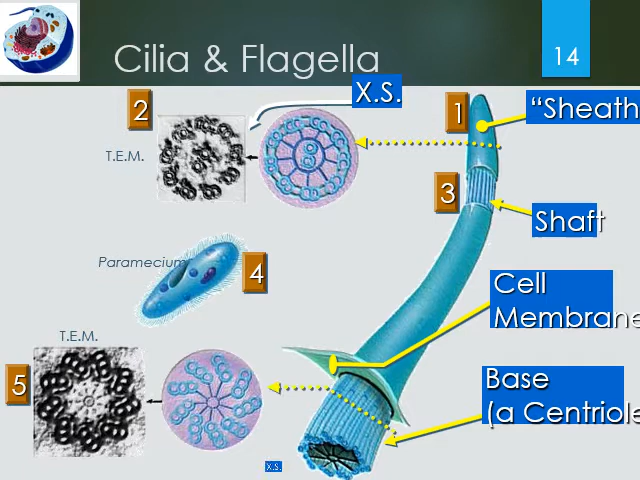 Cilia & Flagella
14
X.S.
2
1
“Sheath
T.E.M.
3
Shaft
Paramecium
4
Cell
Membrane
T.E.M.
5
Base
(a Centriole
X.S.